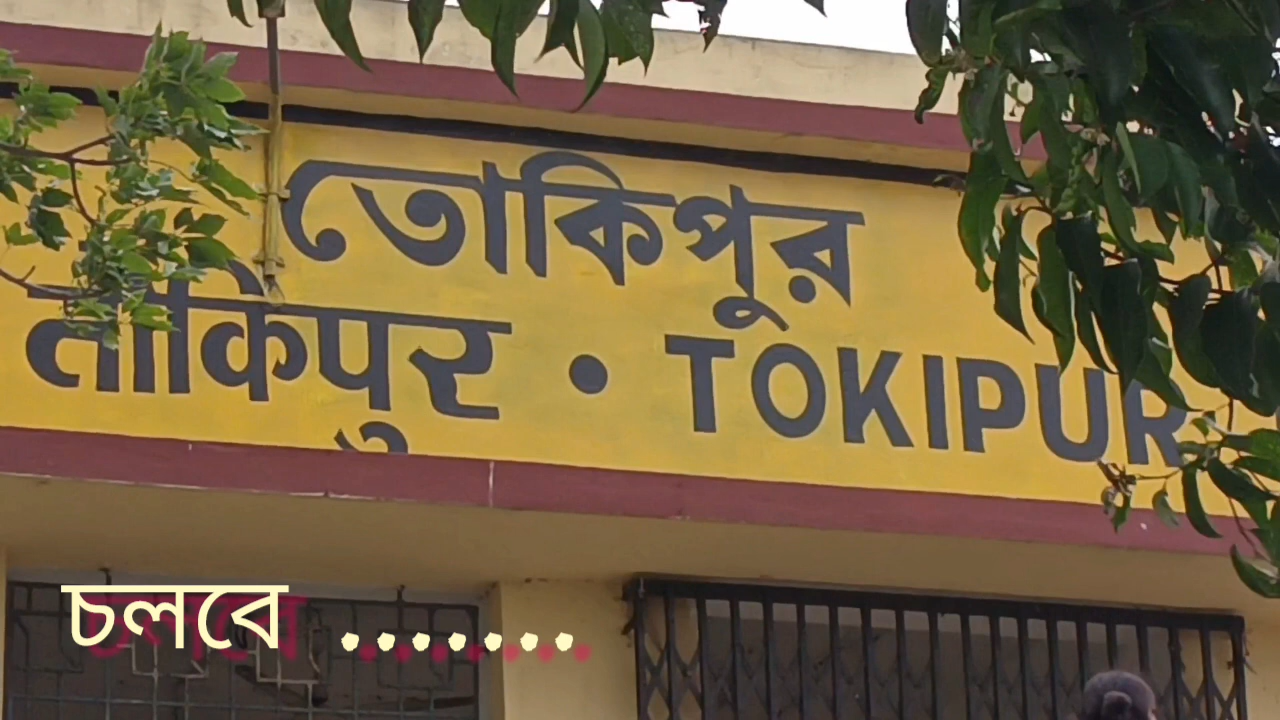 তোকিপুর
तोकिपुर • TOKIPUR
চলবে ........